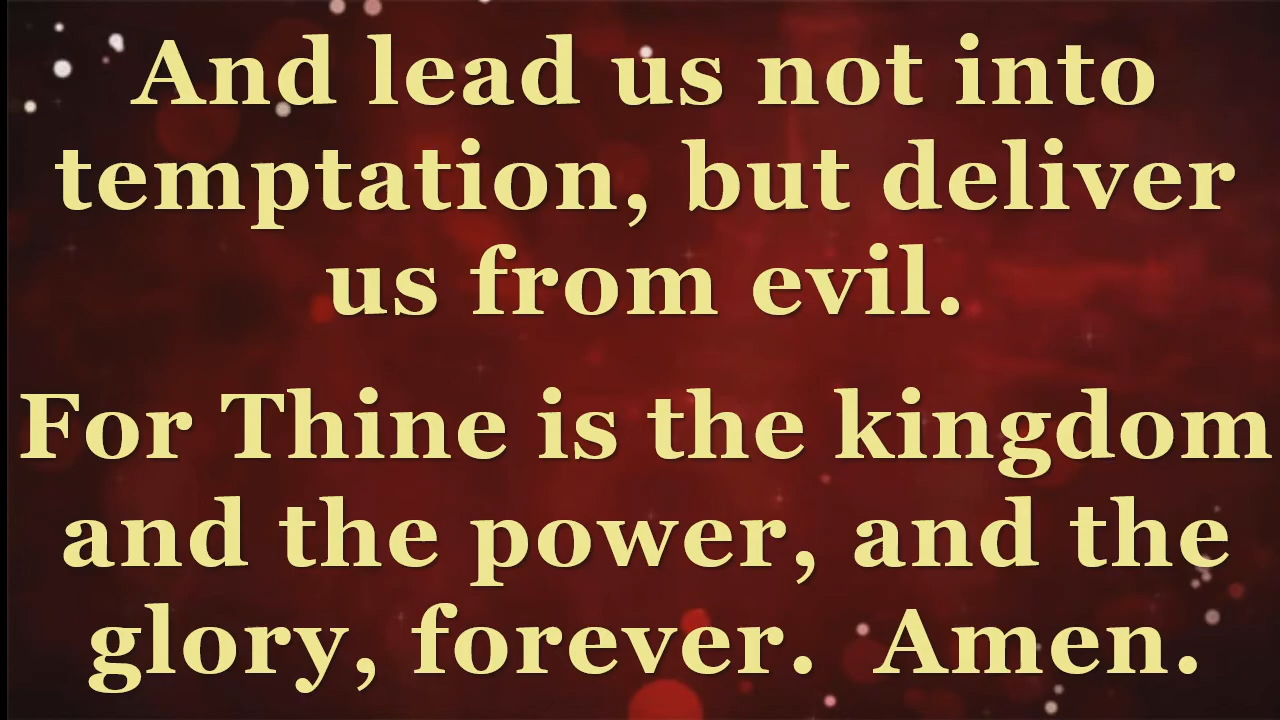 And lead us not into
temptation, but deliver
us from evil.
For Thine is the kingdom
and the power, and the
glory, forever.  Amen.